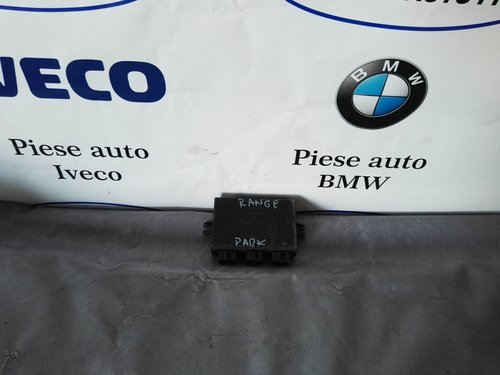 IVECO
BMW
Piese auto
Iveco
Piese auto
BMW
RANGE
PARK